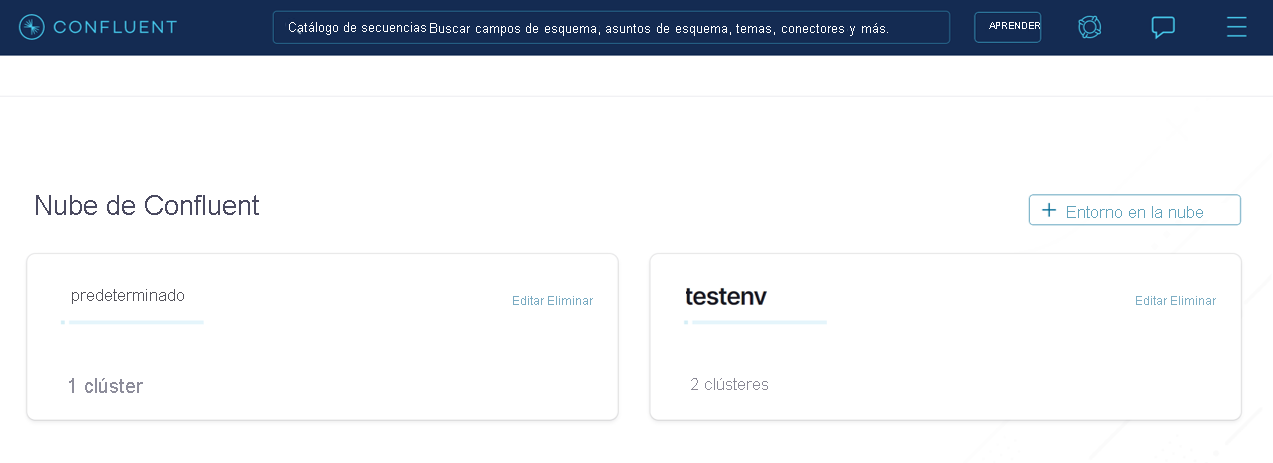 CONFLUENT
Catálogo de secuencias Buscar campos de esquema, asuntos de esquema, temas, conectores y más.
APRENDER
Nube de Confluent
+ Entorno en la nube
predeterminado
Editar Eliminar
1 clúster
testenv
Editar Eliminar
2 clústeres